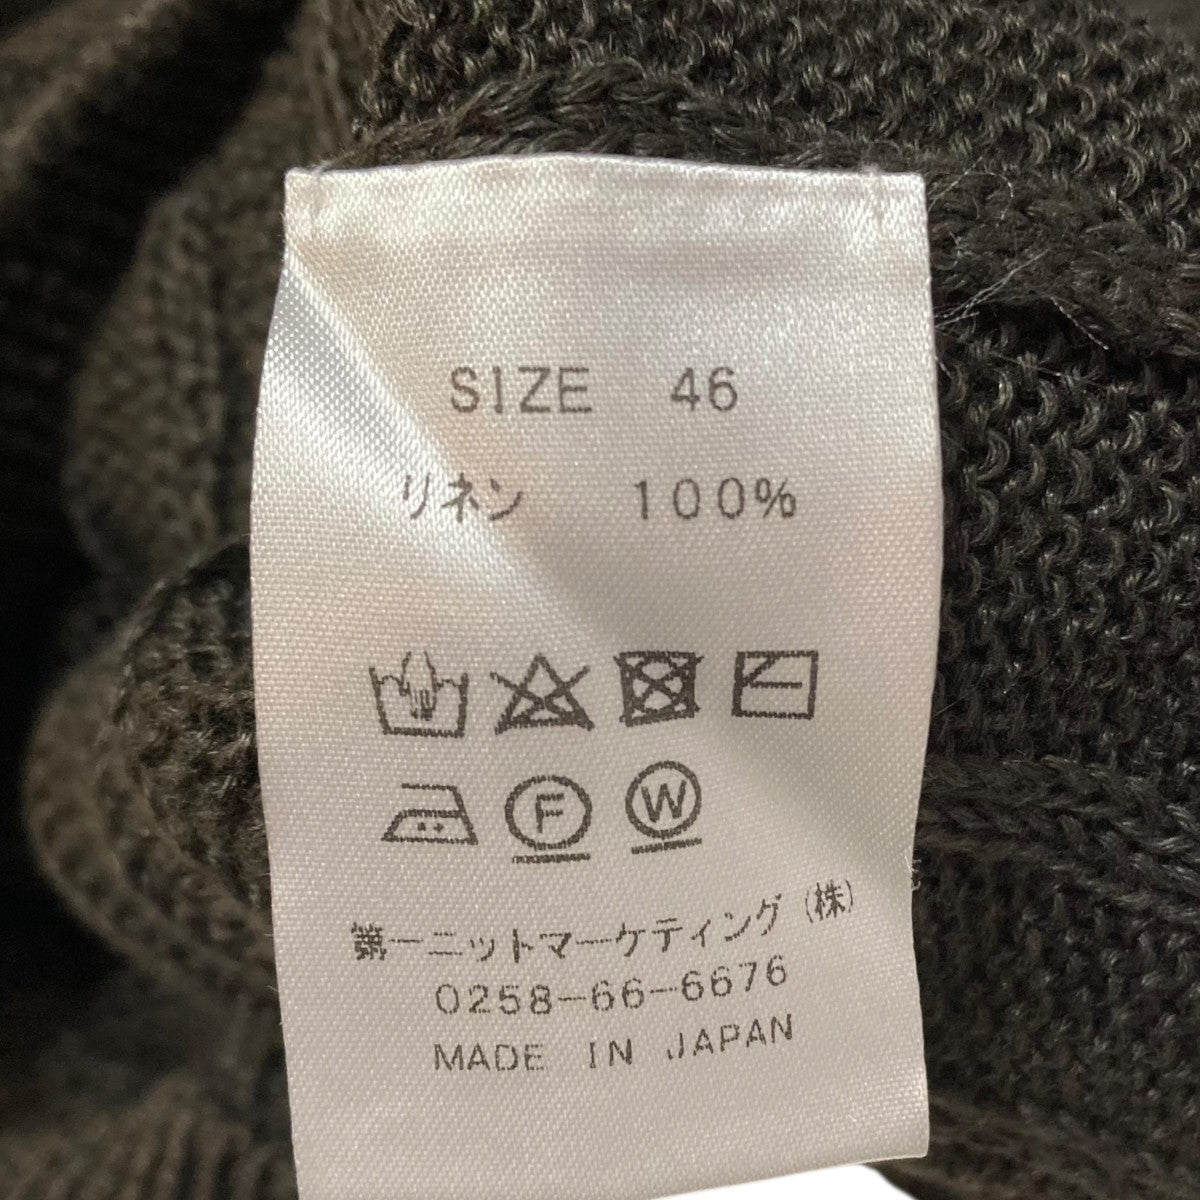 SIZE 46
リネン 100%
F W
第一ニットマーケティング(株)
0258-66-6676
MADE IN JAPAN